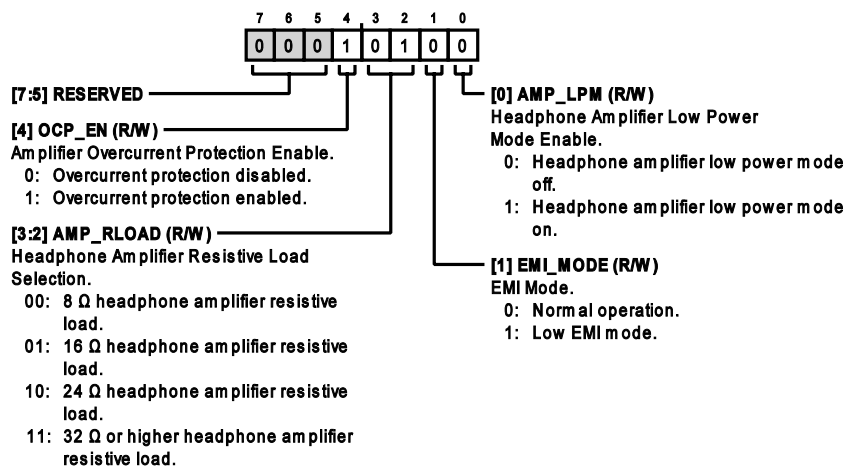 7 6 5 4 3 2 1 0
0 0 0 1 0 1 0 0
[7:5] RESERVED
[4] OCP_EN (R/W)
Amplifier Overcurrent Protection Enable.
0: Overcurrent protection disabled.
1: Overcurrent protection enabled.
[3:2] AMP_RLOAD (R/W)
Headphone Amplifier Resistive Load
Selection.
00: 8 Ω headphone amplifier resistive
load.
01: 16 Ω headphone amplifier resistive
load.
10: 24 Ω headphone amplifier resistive
load.
11: 32 Ω or higher headphone amplifier
resistive load.
[0] AMP_LPM (R/W)
Headphone Amplifier Low Power
Mode Enable.
0: Headphone amplifier low power mode
off.
1: Headphone amplifier low power mode
on.
[1] EMI_MODE (R/W)
EMI Mode.
0: Normal operation.
1: Low EMI mode.